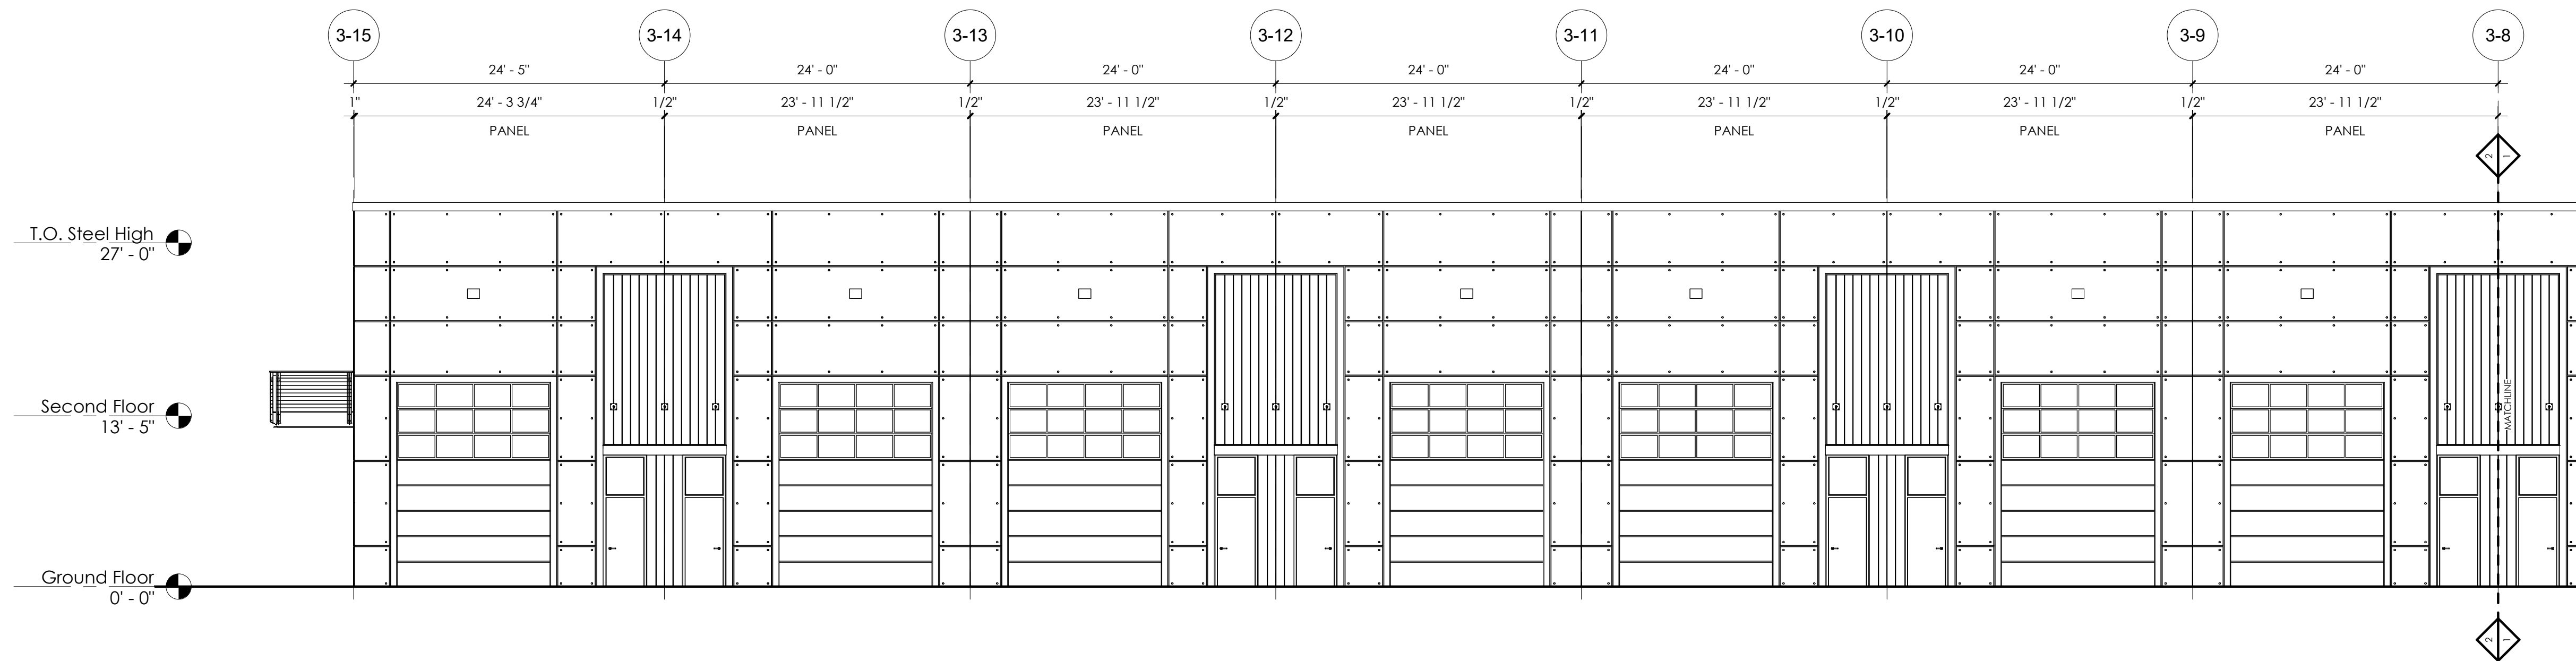 3-15 3-14 3-13 3-12 3-11 3-10 3-9 3-8
24' - 5" 24' - 0" 24' - 0" 24' - 0" 24' - 0" 24' - 0" 24' - 0"
1" 24' - 3 3/4" 1/2" 23' - 11 1/2" 1/2" 23' - 11 1/2" 1/2" 23' - 11 1/2" 1/2" 23' - 11 1/2" 1/2" 23' - 11 1/2" 1/2" 23' - 11 1/2"
PANEL PANEL PANEL PANEL PANEL PANEL PANEL
2 1
T.O. Steel High
27' - 0"
MATCHLINE
Second Floor
13' - 5"
Ground Floor
0' - 0"
2 1